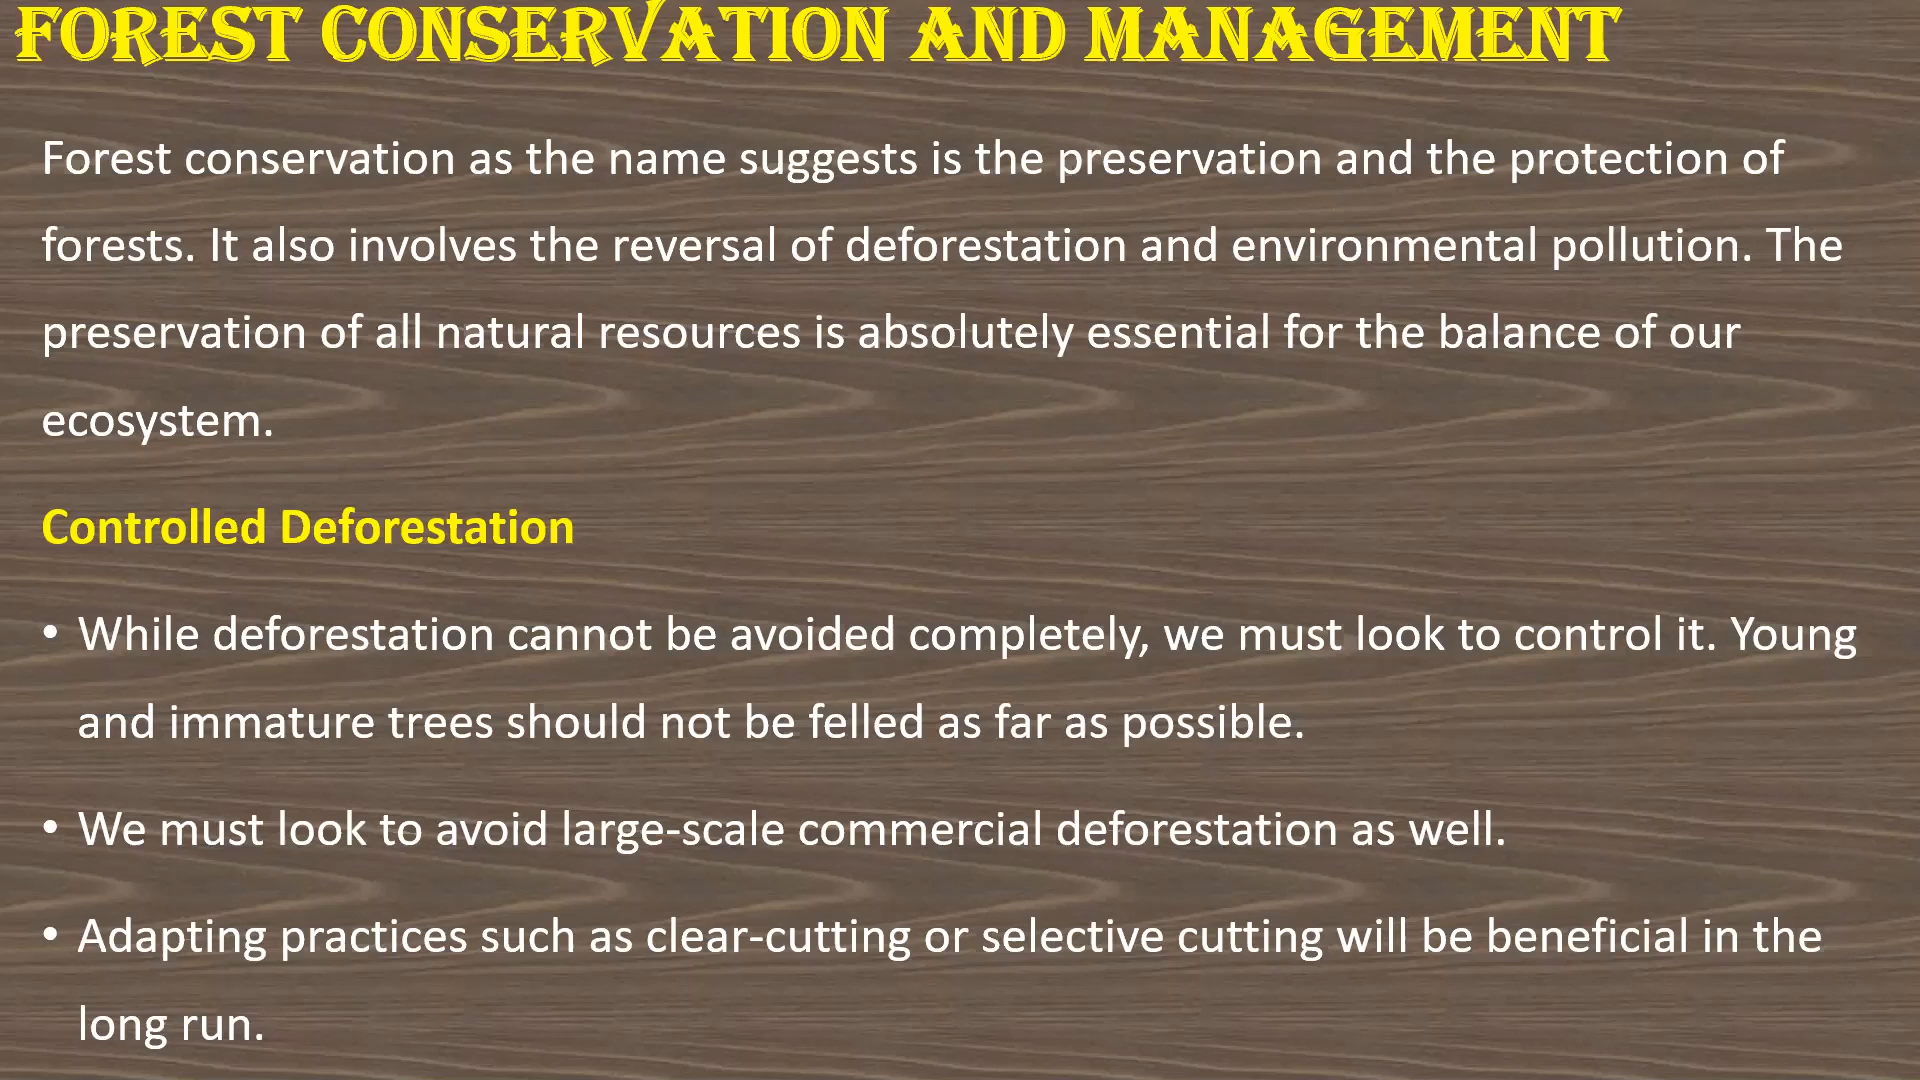 FOREST CONSERVATION AND MANAGEMENT
Forest conservation as the name suggests is the preservation and the protection of
forests. It also involves the reversal of deforestation and environmental pollution. The
preservation of all natural resources is absolutely essential for the balance of our
ecosystem.
Controlled Deforestation
• While deforestation cannot be avoided completely, we must look to control it. Young
and immature trees should not be felled as far as possible.
• We must look to avoid large-scale commercial deforestation as well.
• Adapting practices such as clear-cutting or selective cutting will be beneficial in the
long run.